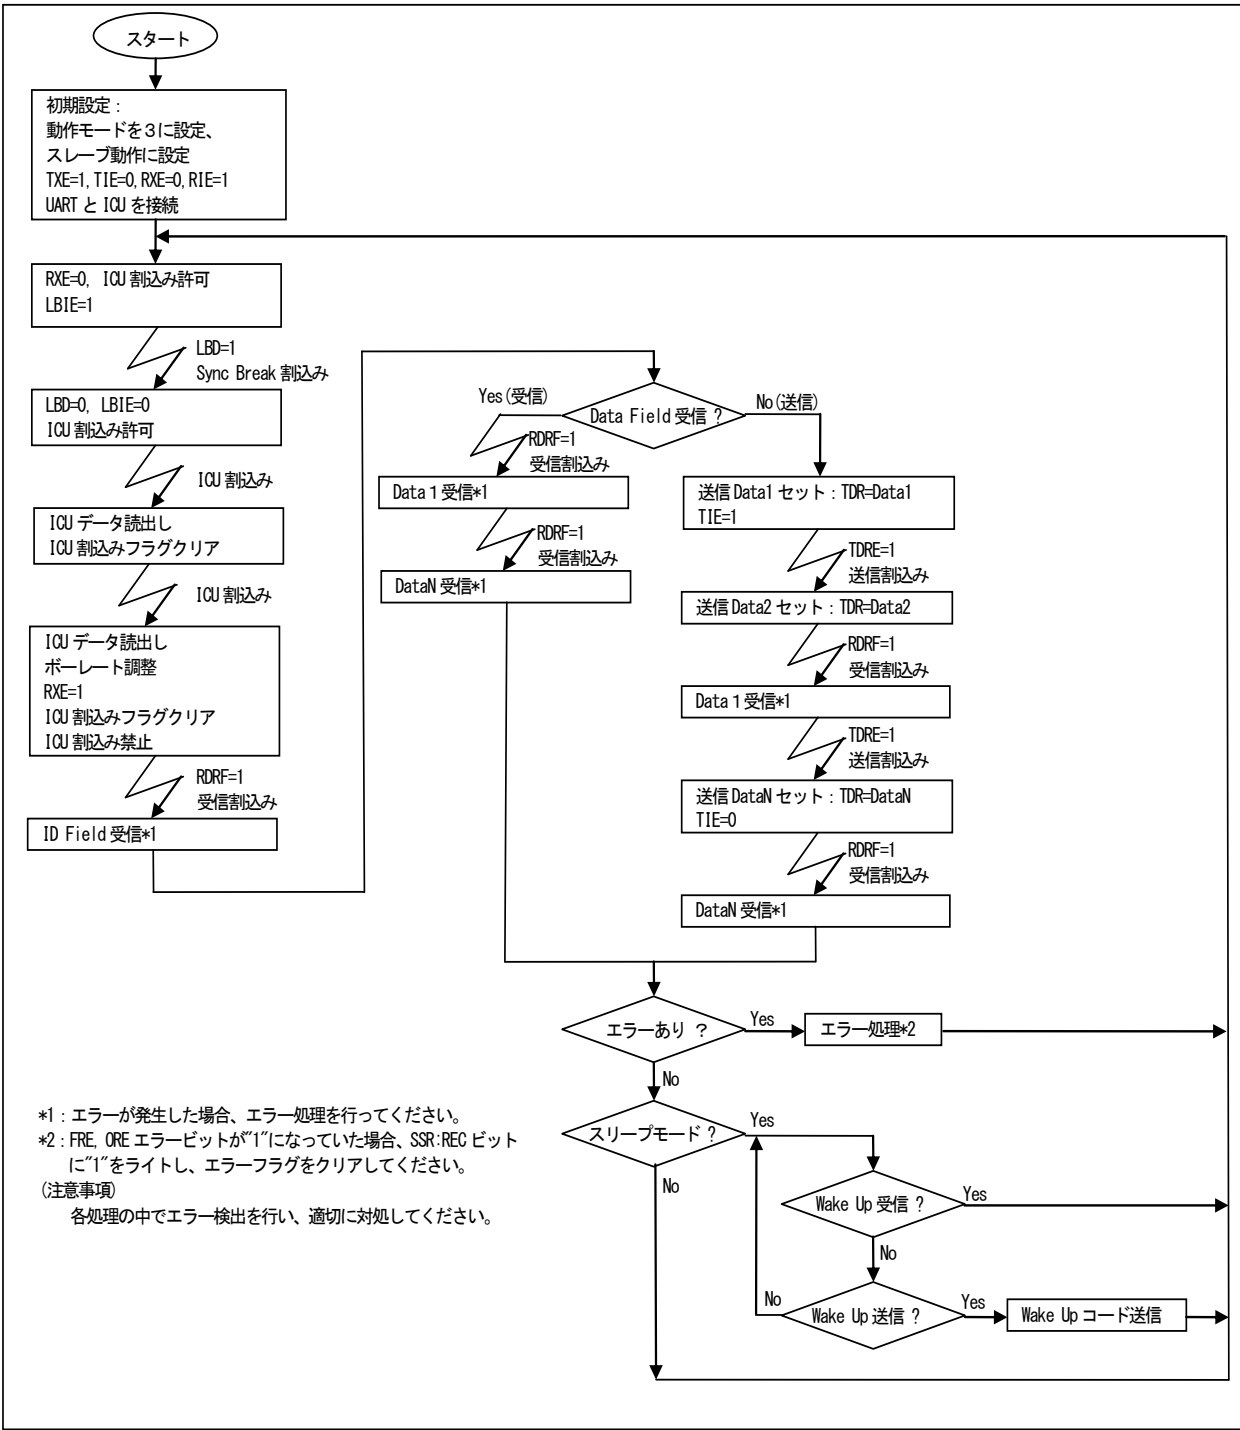 スタート
初期設定：
動作モードを３に設定、
スレーブ動作に設定
TXE=1, TIE=0, RXE=0, RIE=1
UART と ICU を接続
RXE=0, ICU 割込み許可
LBIE=1
LBD=1
Sync Break 割込み
LBD=0, LBIE=0
ICU 割込み許可
ICU 割込み
ICU データ読出し
ICU 割込みフラグクリア
ICU 割込み
ICU データ読出し
ボーレート調整
RXE=1
ICU 割込みフラグクリア
ICU 割込み禁止
RDRF=1
受信割込み
ID Field 受信*1
Data Field 受信 ?
Yes(受信)
RDRF=1
受信割込み
Data１受信*1
RDRF=1
受信割込み
DataN 受信*1
No(送信)
送信 Data1 セット：TDR=Data1
TIE=1
TDRE=1
送信割込み
送信 Data2 セット：TDR=Data2
RDRF=1
受信割込み
Data１受信*1
TDRE=1
送信割込み
送信 DataN セット：TDR=DataN
TIE=0
RDRF=1
受信割込み
DataN 受信*1
エラーあり ？
Yes
エラー処理*2
No
スリープモード ?
Yes
No
Wake Up 受信 ?
Yes
No
Wake Up 送信 ?
No
Yes
Wake Up コード送信
*1：エラーが発生した場合、エラー処理を行ってください。
*2：FRE, ORE エラービットが"1"になっていた場合、SSR:REC ビット
に"1"をライトし、エラーフラグをクリアしてください。
(注意事項)
各処理の中でエラー検出を行い、適切に対処してください。